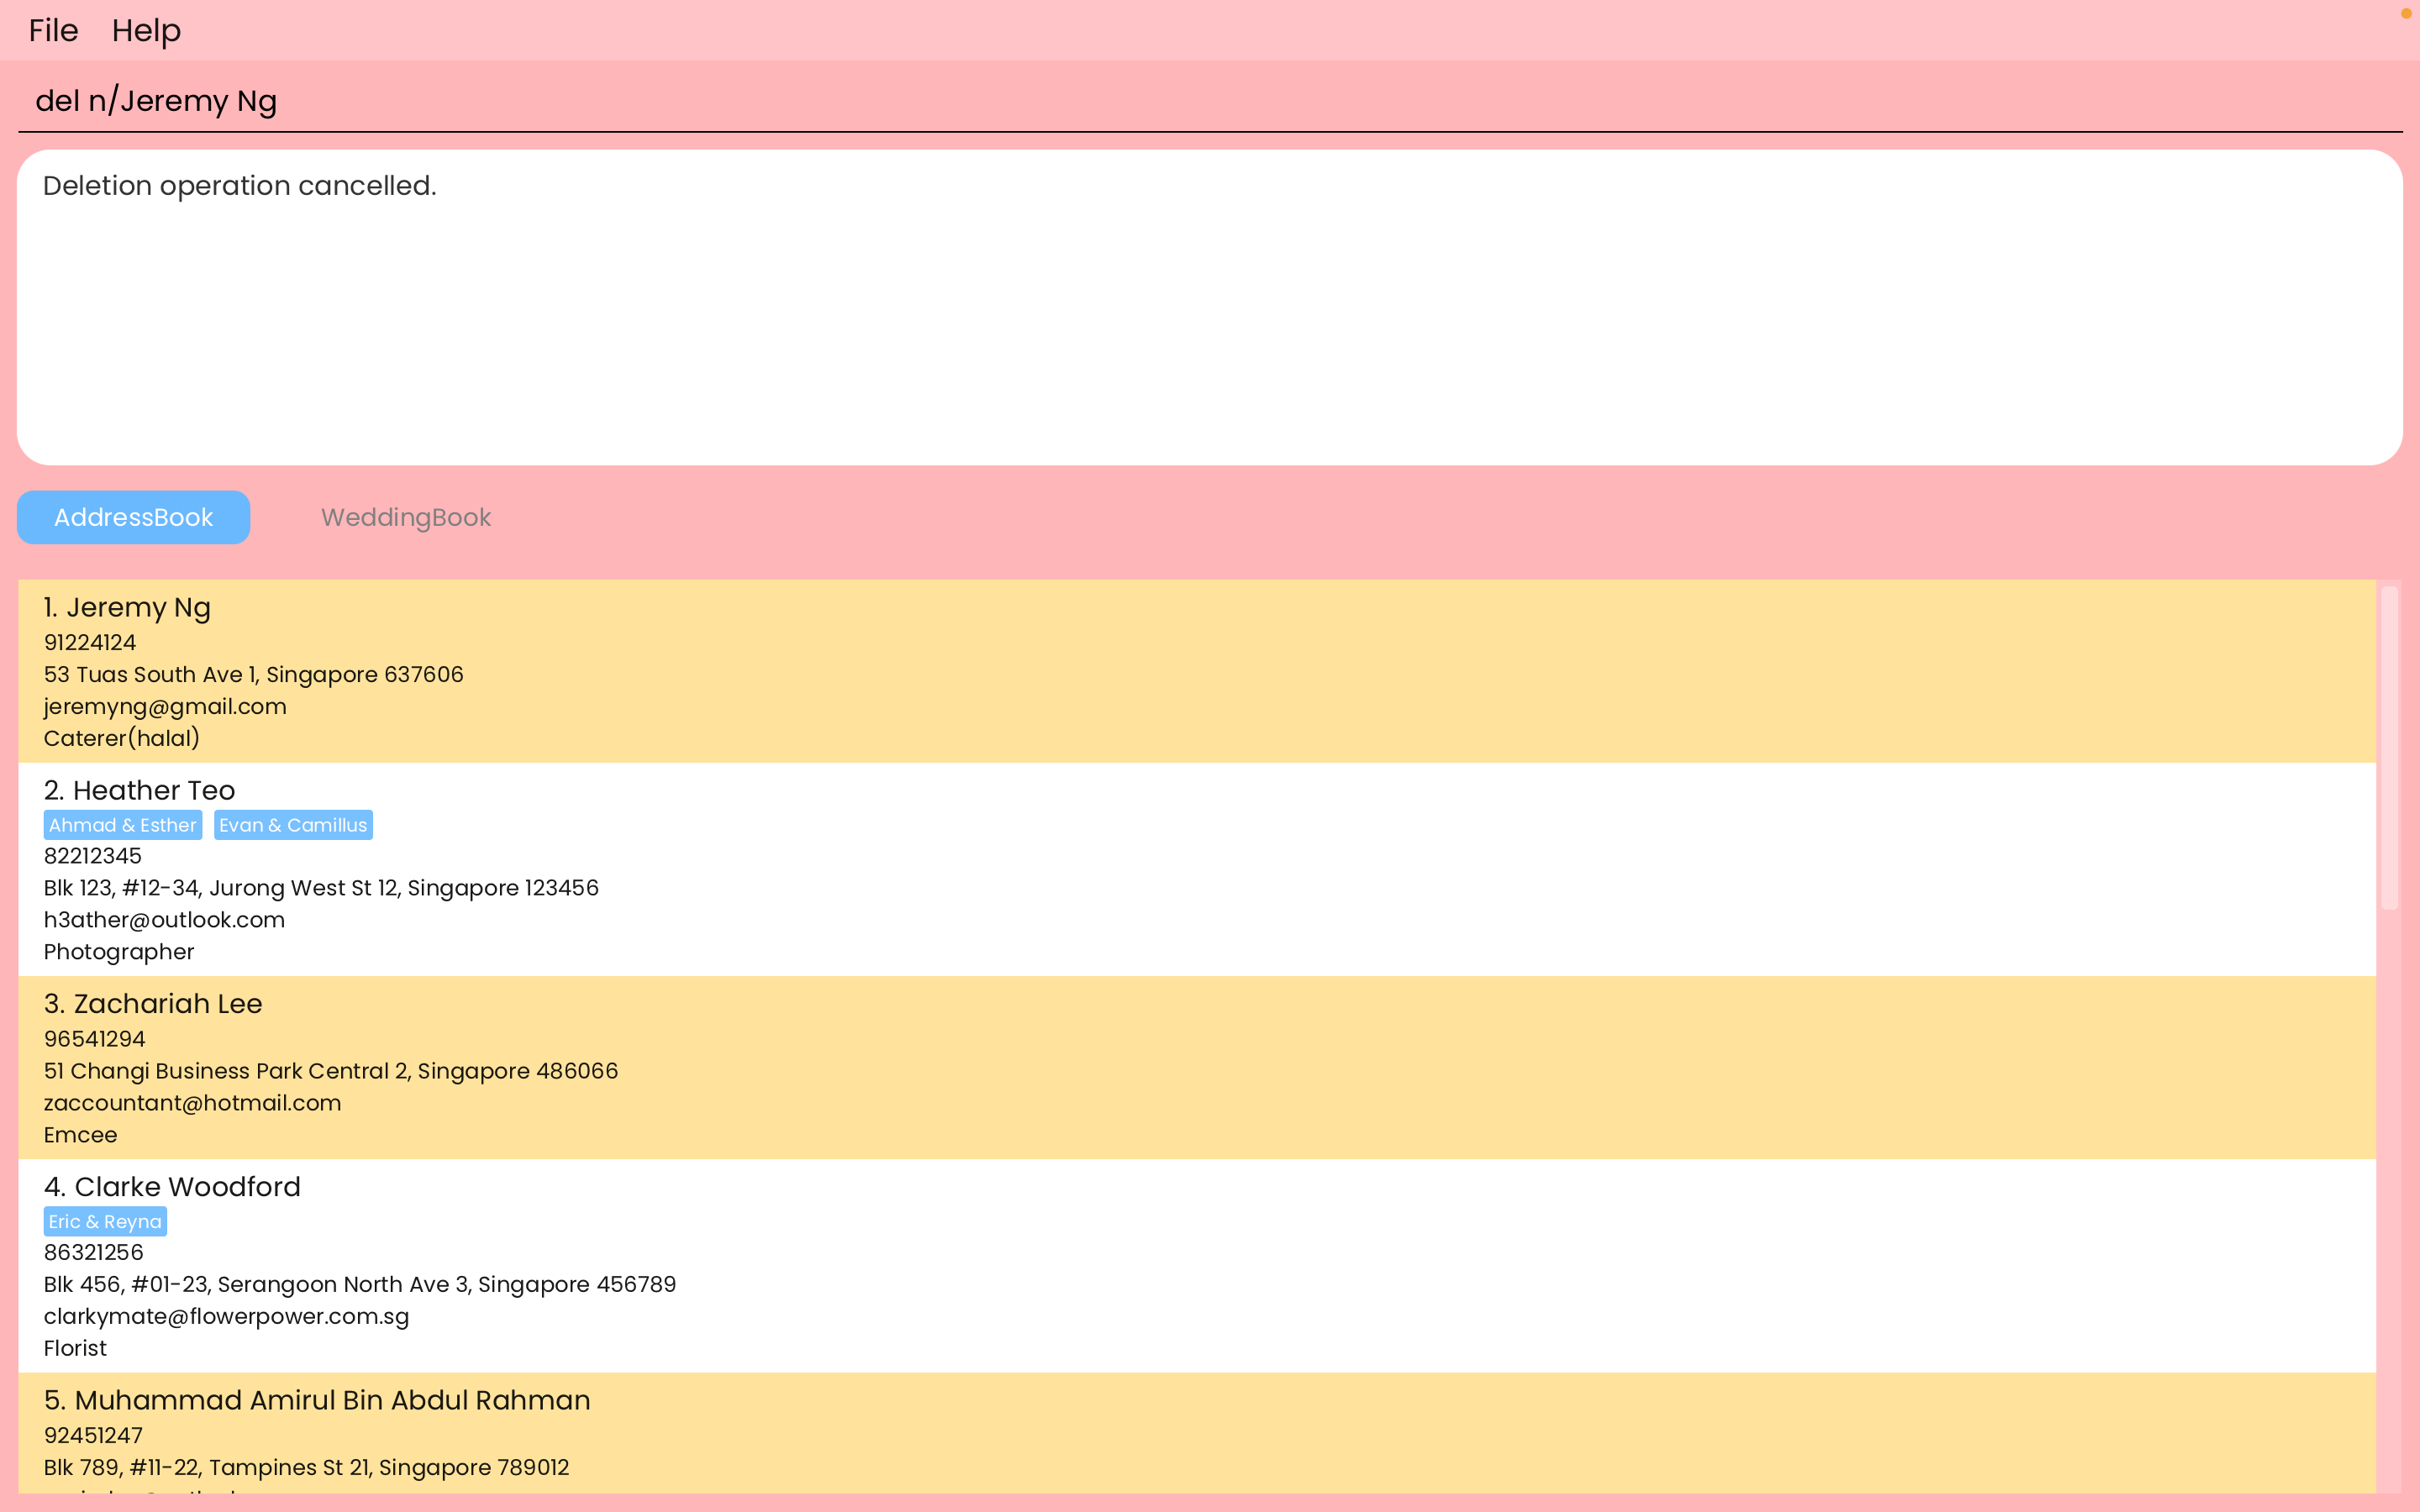 File Help
del n/Jeremy Ng
Deletion operation cancelled.
AddressBook WeddingBook
1. Jeremy Ng
91224124
53 Tuas South Ave 1, Singapore 637606
jeremyng@gmail.com
Caterer(halal)
2. Heather Teo
Ahmad & Esther Evan & Camillus
82212345
Blk 123, #12-34, Jurong West St 12, Singapore 123456
h3ather@outlook.com
Photographer
3. Zachariah Lee
96541294
51 Changi Business Park Central 2, Singapore 486066
zaccountant@hotmail.com
Emcee
4. Clarke Woodford
Eric & Reyna
86321256
Blk 456, #01-23, Serangoon North Ave 3, Singapore 456789
clarkymate@flowerpower.com.sg
Florist
5. Muhammad Amirul Bin Abdul Rahman
92451247
Blk 789, #11-22, Tampines St 21, Singapore 789012